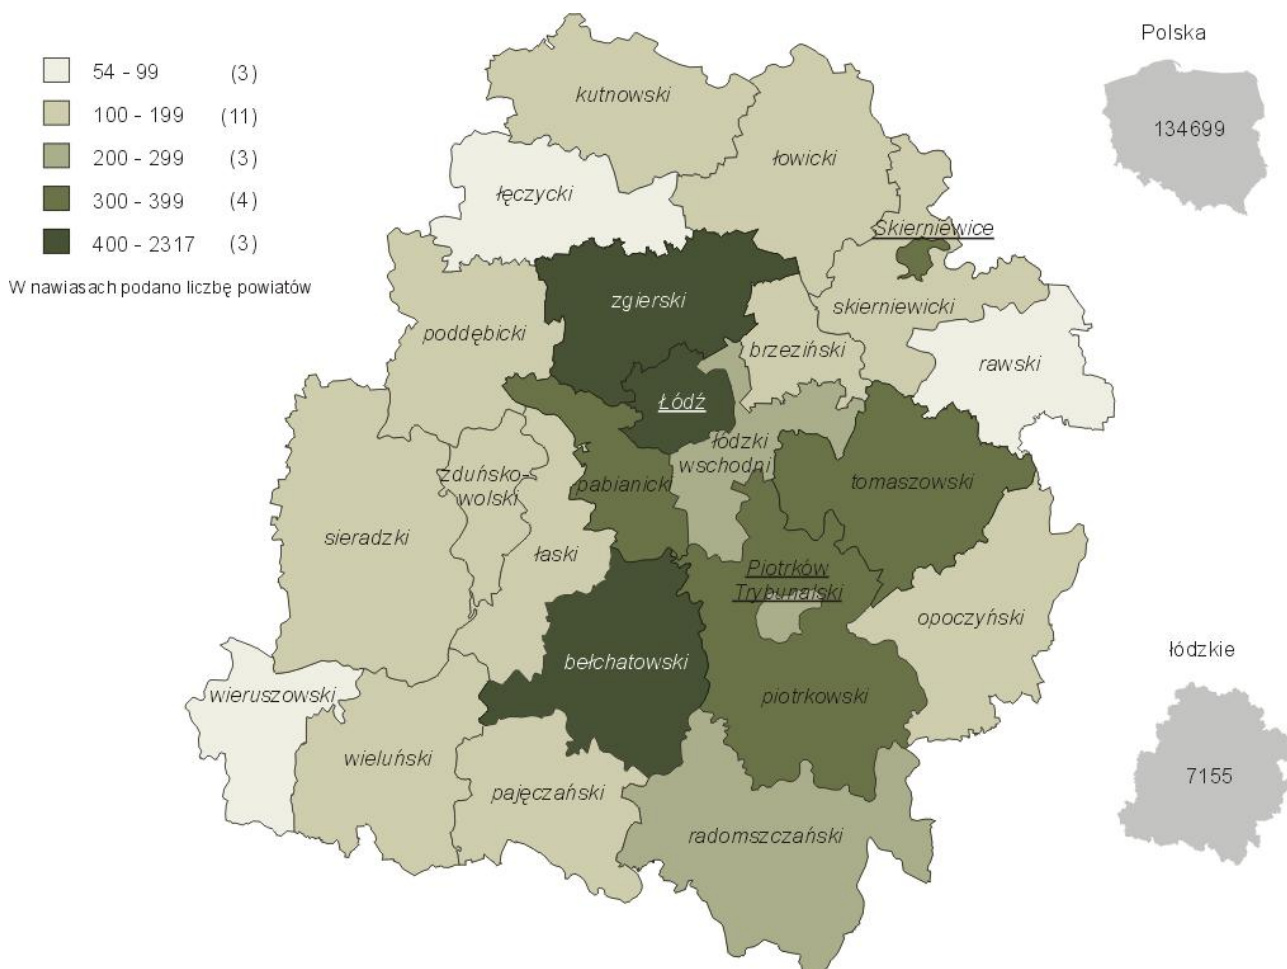 54 - 99 (3)
100 - 199 (11)
200 - 299 (3)
300 - 399 (4)
400 - 2317 (3)
W nawiasach podano liczbę powiatów
Polska
134699
kutnowski
łowicki
łęczycki
Skierniewice
zgierski
skierniewicki
poddębicki
brzeziński
rawski
Łódź
łódzki
wschodni
zduńsko-
wolski
pabianicki
tomaszowski
sieradzki
łaski
Piotrków
Trybunalski
opoczyński
bełchatowski
łódzkie
wieruszowski
piotrkowski
wieluński
7155
pajęczański
radomszczański